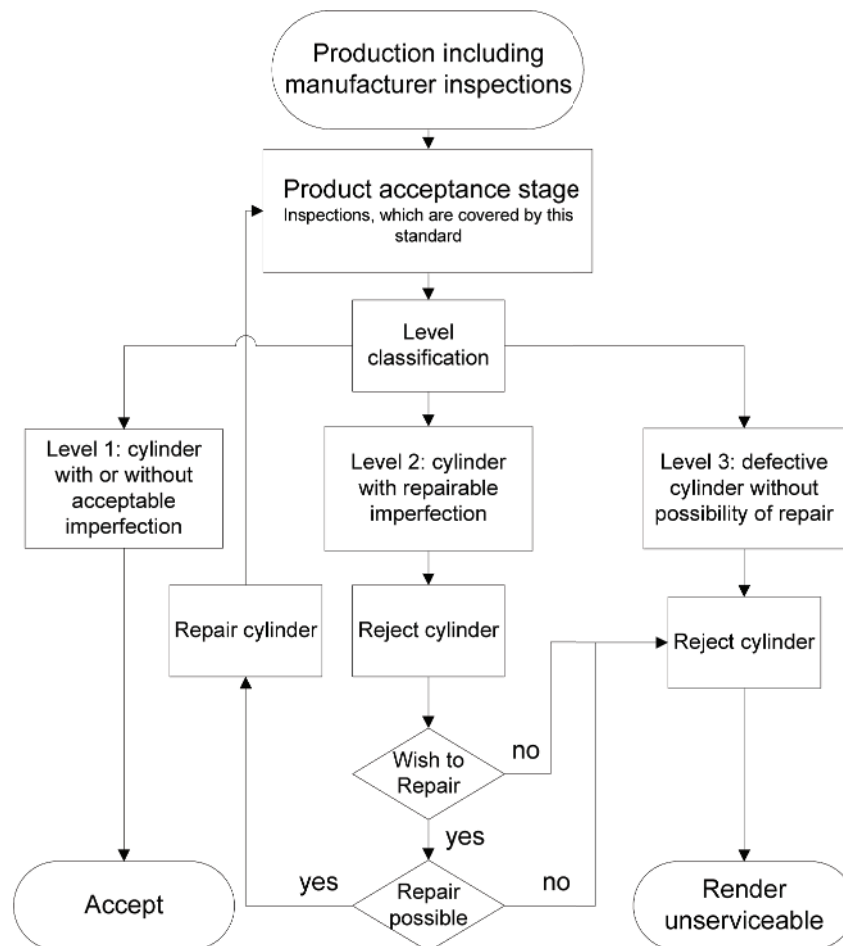 Production including
manufacturer inspections
Product acceptance stage
Inspections, which are covered by this
standard
Level
classification
Level 1: cylinder
with or without
acceptable
imperfection
Level 2: cylinder
with repairable
imperfection
Level 3: defective
cylinder without
possibility of repair
Repair cylinder
Reject cylinder
Reject cylinder
Wish to
Repair
no
yes
Repair
possible
yes
no
Accept
Render
unserviceable